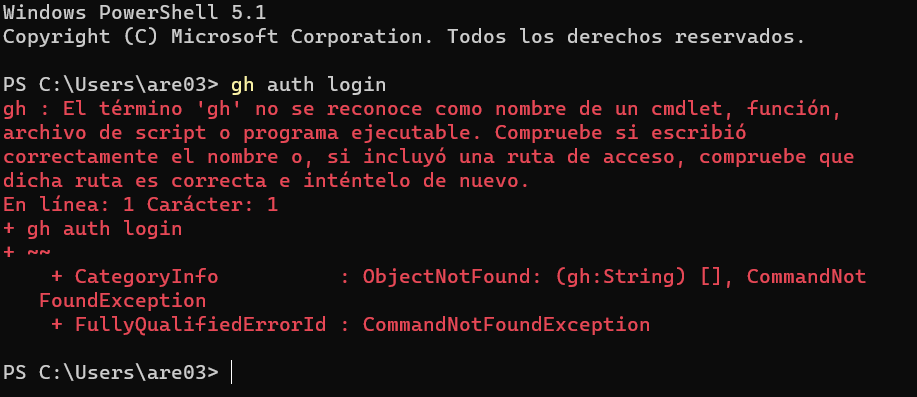 Windows PowerShell 5.1
Copyright (C) Microsoft Corporation. Todos los derechos reservados.
PS C:\Users\are03> gh auth login
gh : El término 'gh' no se reconoce como nombre de un cmdlet, función,
archivo de script o programa ejecutable. Compruebe si escribió
correctamente el nombre o, si incluyó una ruta de acceso, compruebe que
dicha ruta es correcta e inténtelo de nuevo.
En línea: 1 Carácter: 1
+ gh auth login
+ ~~
    + CategoryInfo          : ObjectNotFound: (gh:String) [], CommandNot
   FoundException
    + FullyQualifiedErrorId : CommandNotFoundException
PS C:\Users\are03>